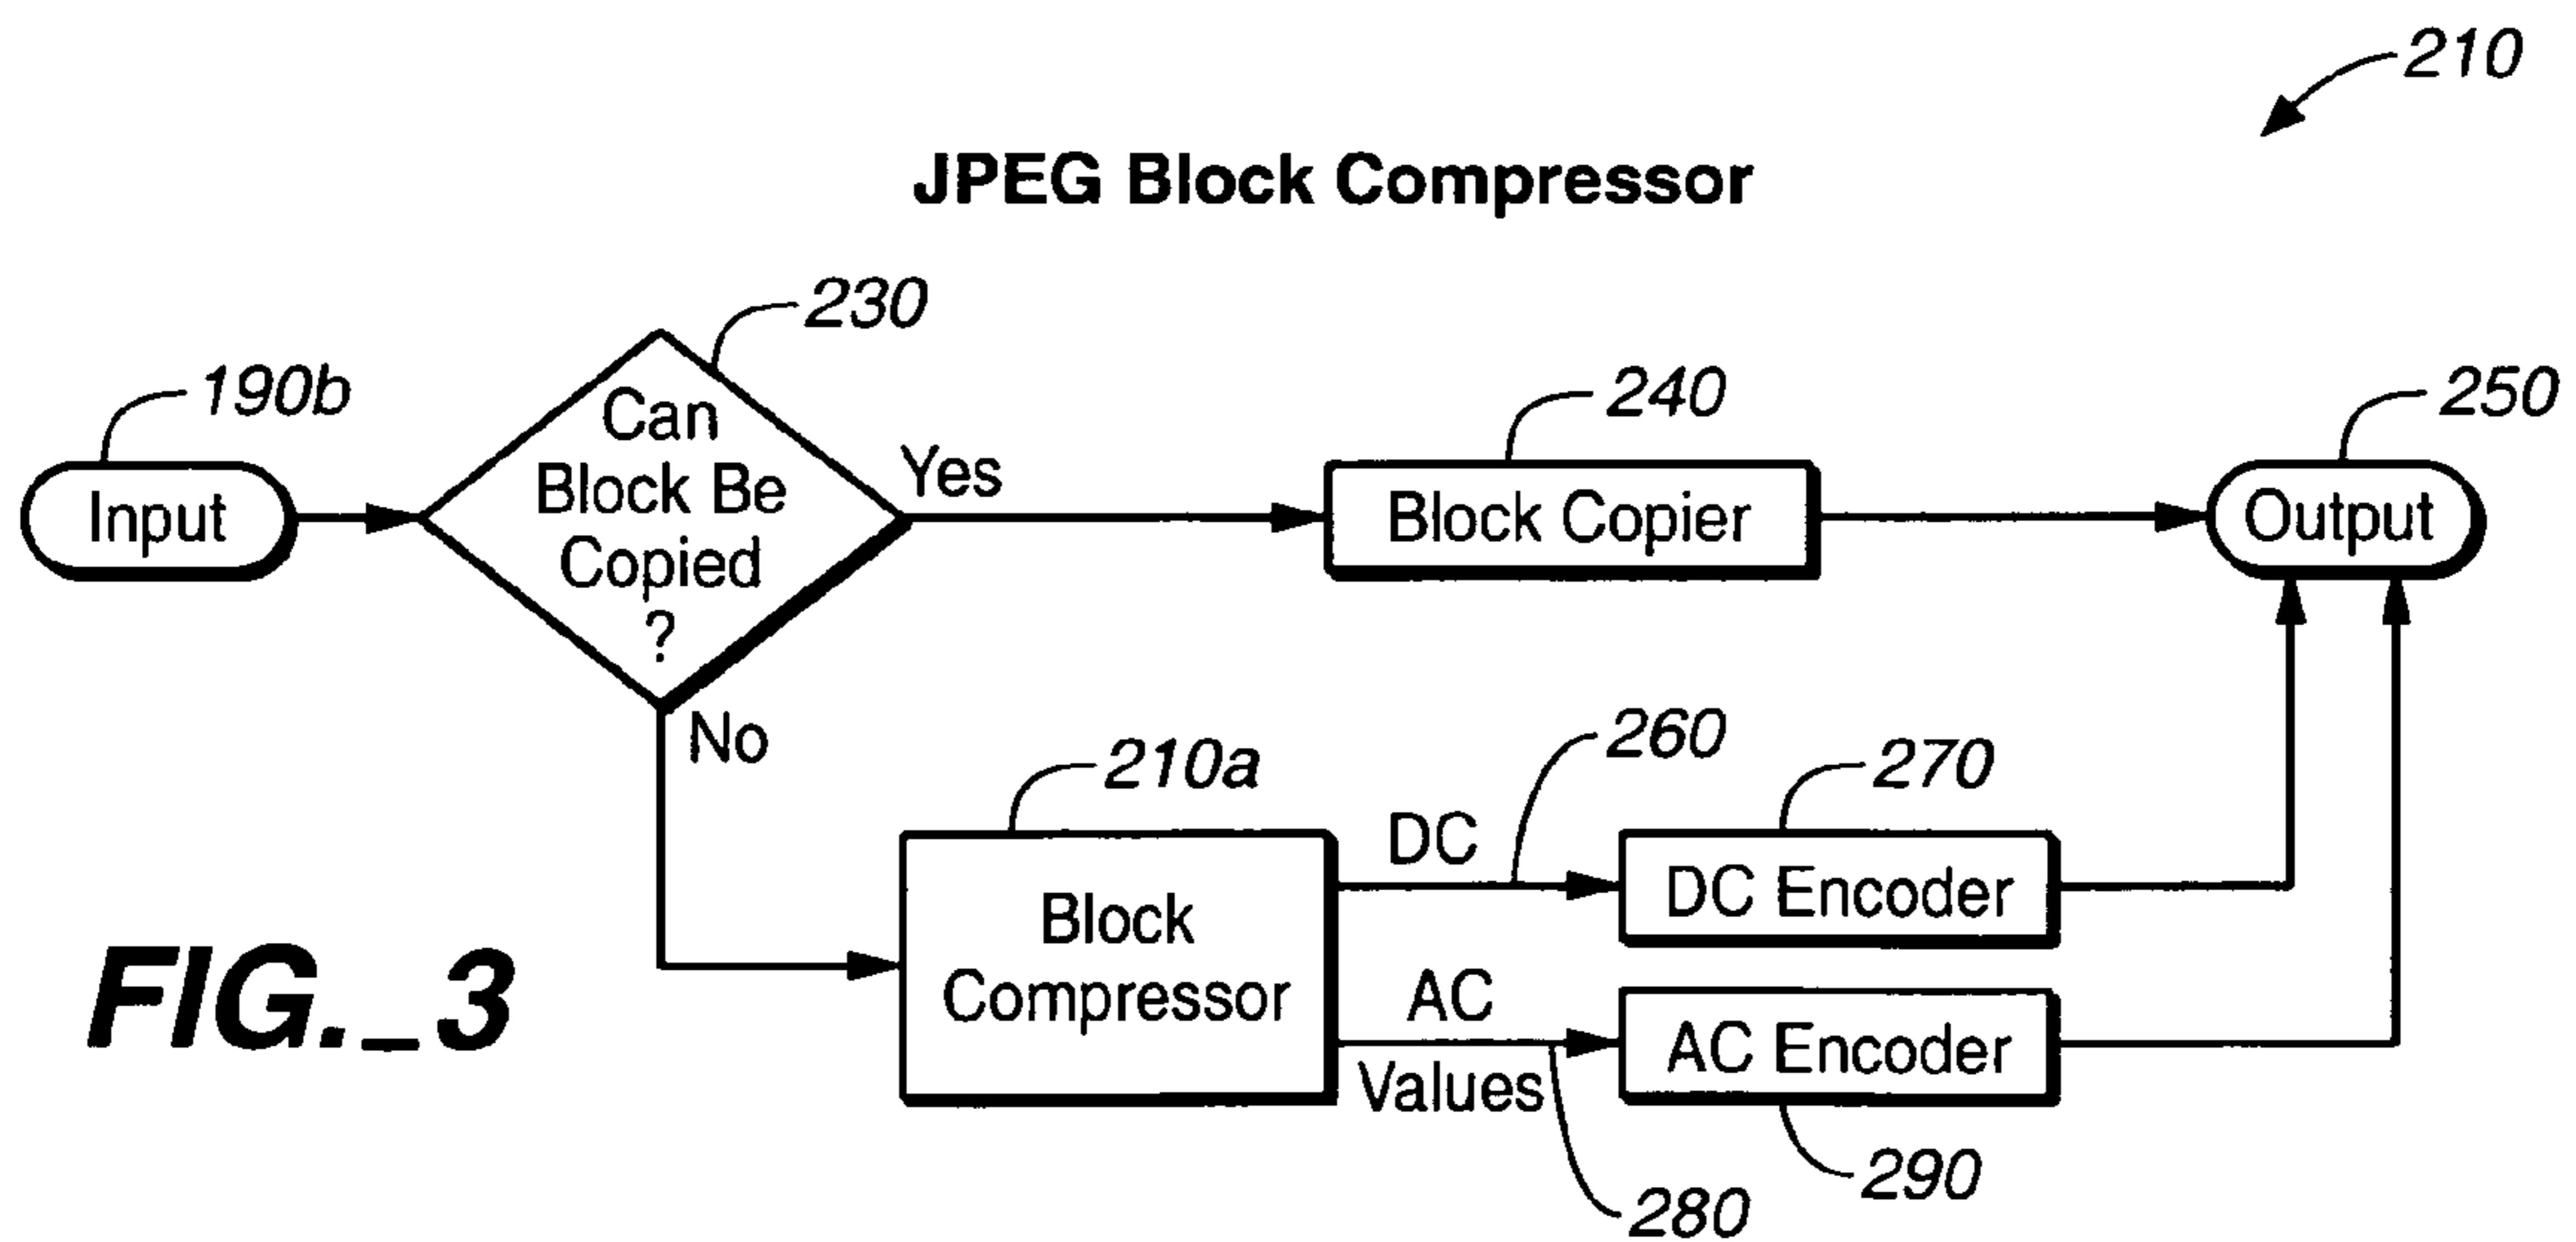 210
JPEG Block Compressor
230
190b
240
250
Can
Block Be
Copied
?
Yes
Input
Block Copier
Output
No
210a
260
270
DC
DC Encoder
Block
Compressor
AC
Values
AC Encoder
280
290
FIG._3